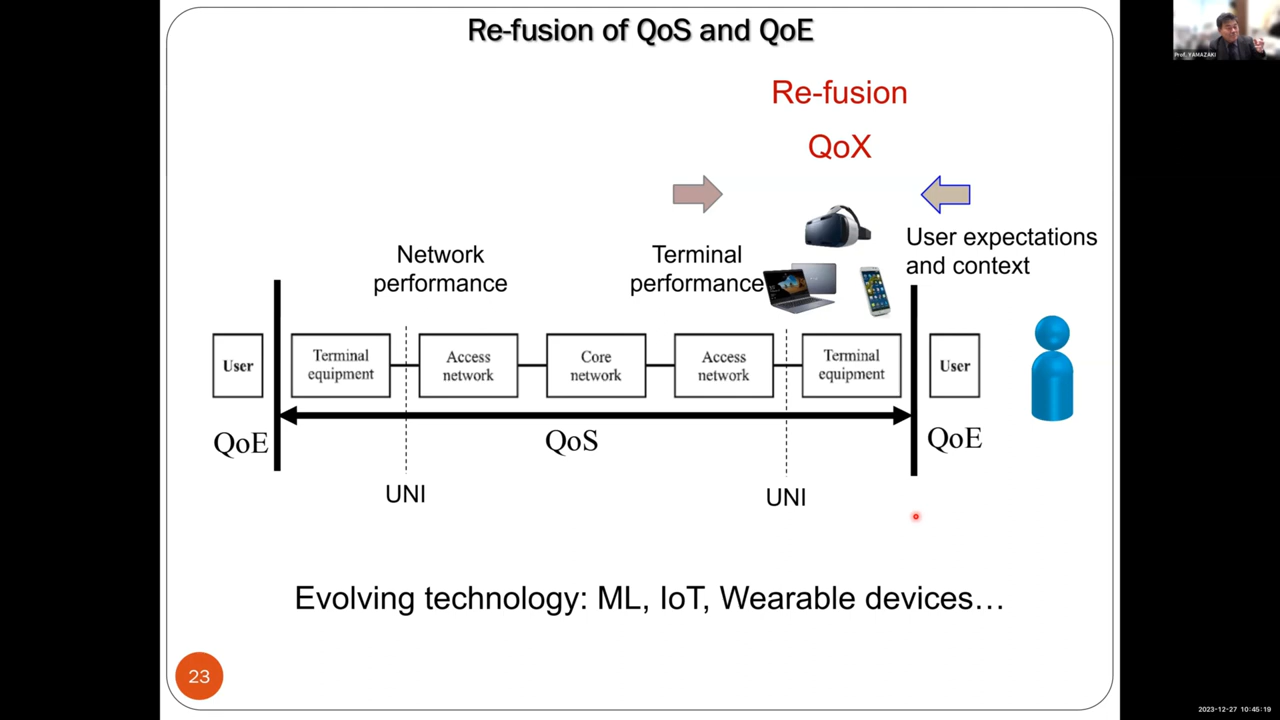 Re-fusion of QoS and QoE
Prof. YAMAZAKI
Re-fusion
QoX
User expectations
and context
Network
performance
Terminal
performance
User
Terminal
equipment
Access
network
Core
network
Access
network
Terminal
equipment
User
QoE
QoS
QoE
UNI
UNI
Evolving technology: ML, IoT, Wearable devices…
23
2023-12-27 10:45:19